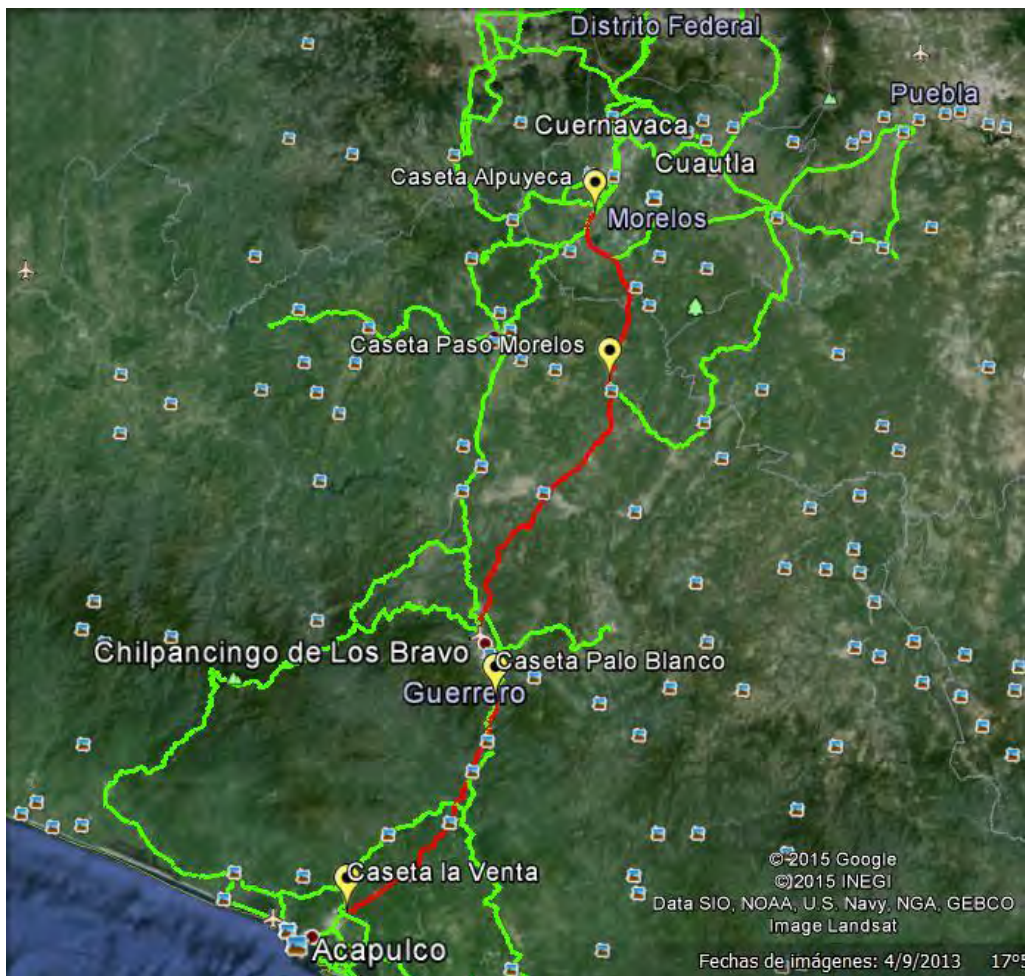 Distrito Federal
Puebla
Cuernavaca
Cuautla
Caseta Alpuyeca
Morelos
Caseta Paso Morelos
Chilpancingo de Los Bravo
Caseta Palo Blanco
Guerrero
Caseta la Venta
Acapulco
© 2015 Google
© 2015 INEGI
Data SIO, NOAA, U.S. Navy, NGA, GEBCO
Image Landsat
Fechas de imágenes: 4/9/2013 17°5